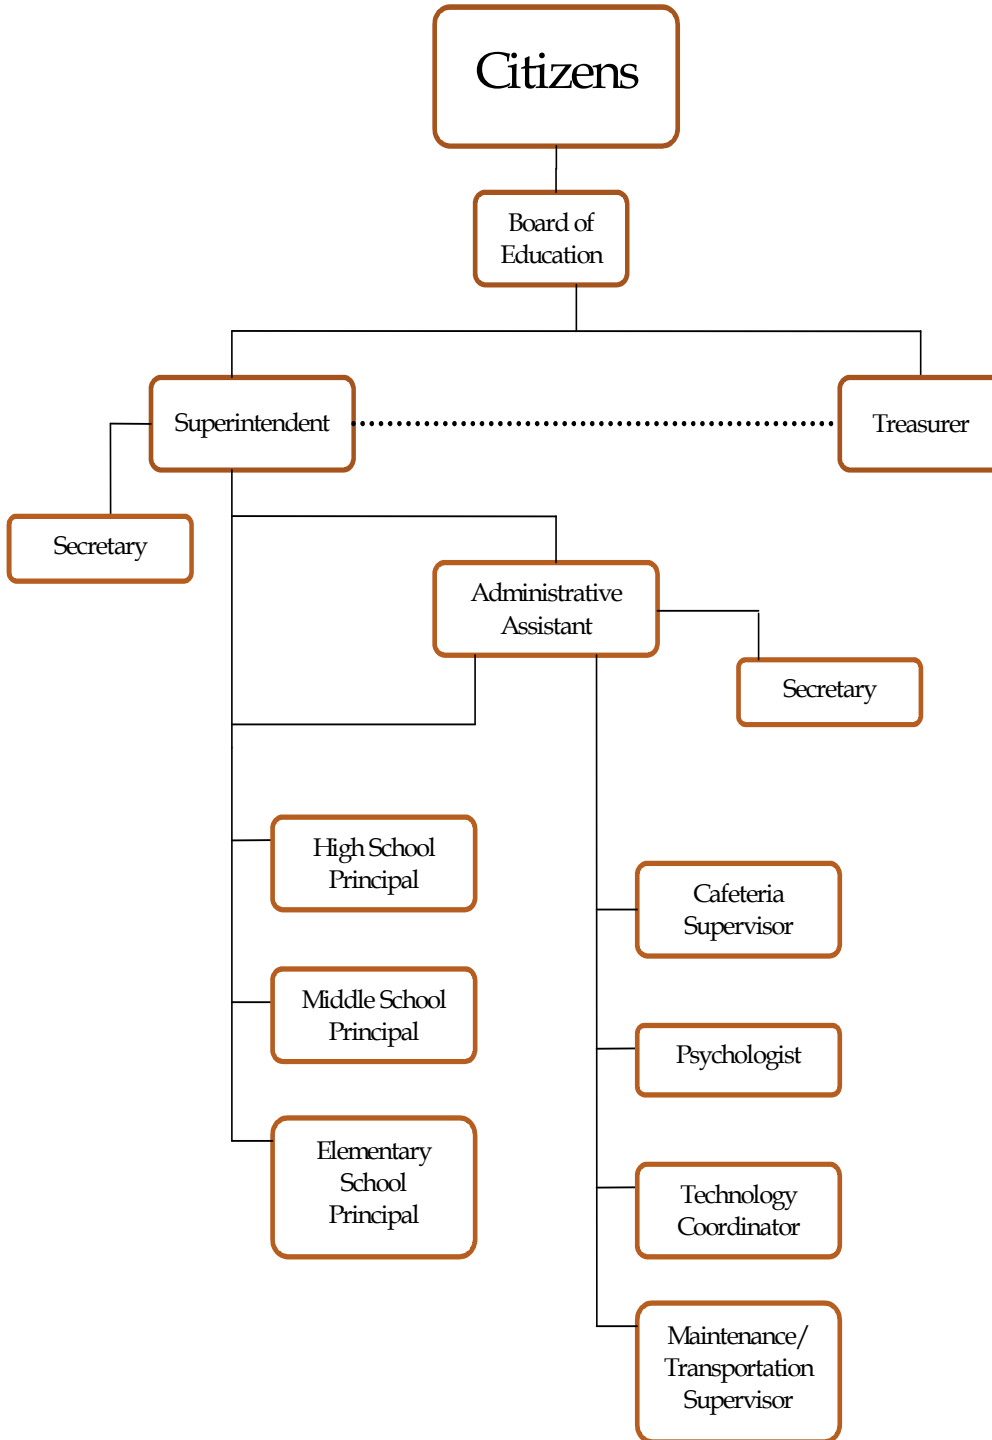 Citizens
Board of
Education
Superintendent
Treasurer
Secretary
Administrative
Assistant
Secretary
High School
Principal
Middle School
Principal
Elementary
School
Principal
Cafeteria
Supervisor
Psychologist
Technology
Coordinator
Maintenance/
Transportation
Supervisor